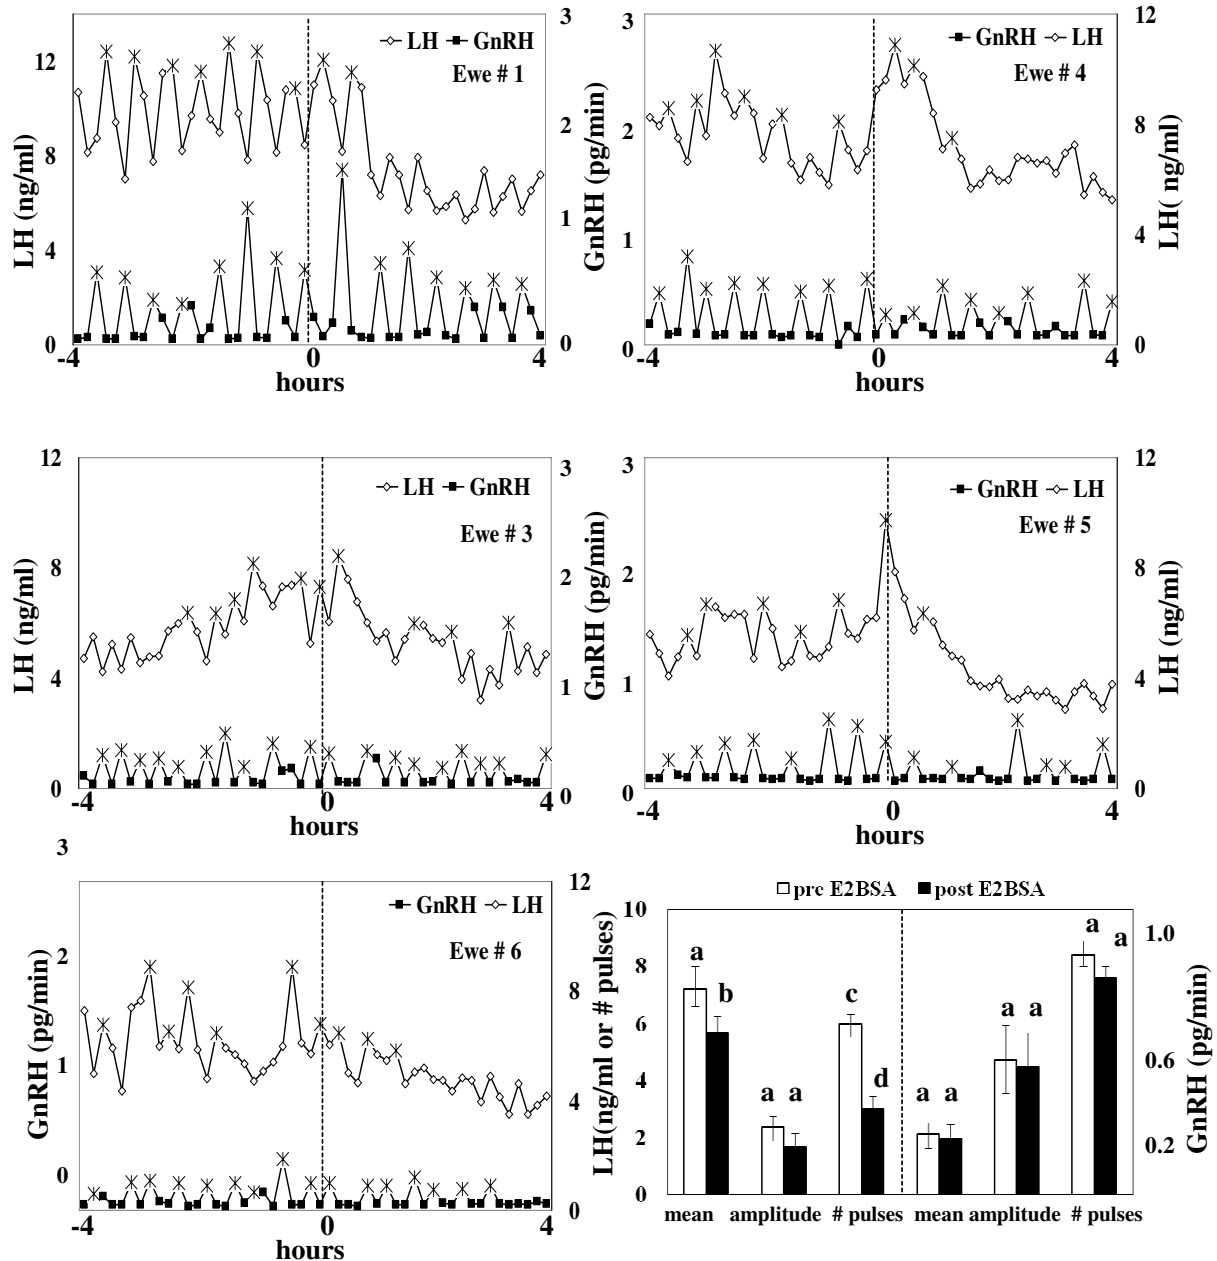 3
3
12
LH GnRH
GnRH LH
Ewe # 1
Ewe # 4
12
8
4
0
LH (ng/ml)
2
1
0
GnRH (pg/min)
2
1
0
8
4
0
LH( ng/ml)
-4 0 4
hours
-4 0 4
hours
12
3
3
12
LH GnRH
GnRH LH
Ewe # 3
Ewe # 5
8
4
0
LH (ng/ml)
2
1
0
GnRH (pg/min)
2
1
0
8
4
0
LH (ng/ml)
-4 0 4
hours
-4 0 4
hours
3
12
GnRH LH
Ewe # 6
2
1
0
GnRH (pg/min)
8
4
0
-4 0 4
hours
pre E2BSA post E2BSA
10
8
6
4
2
0
LH(ng/ml or # pulses)
1.0
0.6
0.2
GnRH (pg/min)
a b a a c d a a a a a a
mean amplitude # pulses mean amplitude # pulses